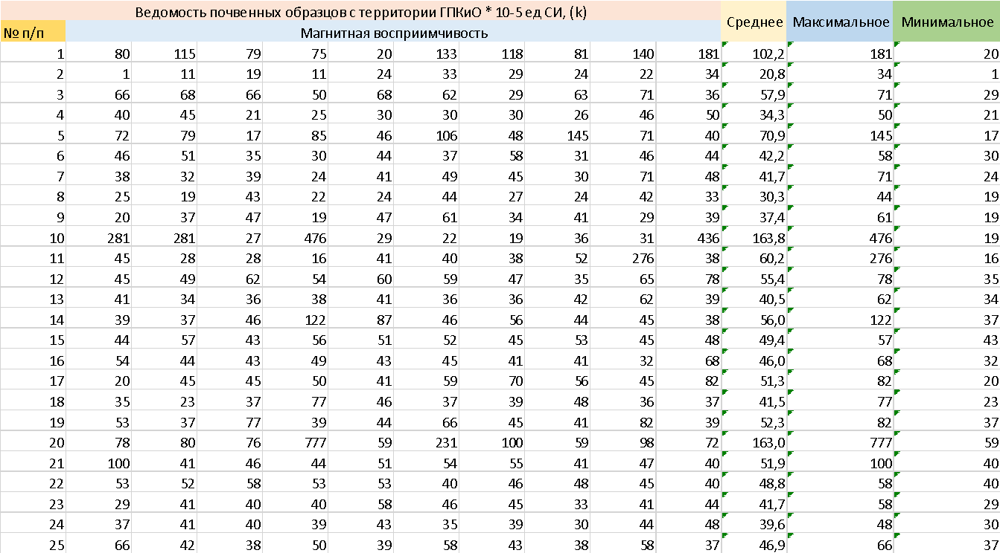 Ведомость почвенных образцов с территории ГПКиО * 10-5 ед СИ, (k) Среднее Максимальное Минимальное
№ п/п Магнитная восприимчивость
1 80 115 79 75 20 133 118 81 140 181 102,2 181 20
2 1 11 19 11 24 33 29 24 22 34 20,8 34 1
3 66 68 66 50 68 62 29 63 71 36 57,9 71 29
4 40 45 21 25 30 30 30 26 46 50 34,3 50 21
5 72 79 17 85 46 106 48 145 71 40 70,9 145 17
6 46 51 35 30 44 37 58 31 46 44 42,2 58 30
7 38 32 39 24 41 49 45 30 71 48 41,7 71 24
8 25 19 43 22 24 44 27 24 42 33 30,3 44 19
9 20 37 47 19 47 61 34 41 29 39 37,4 61 19
10 281 281 27 476 29 22 19 36 31 436 163,8 476 19
11 45 28 28 16 41 40 38 52 276 38 60,2 276 16
12 45 49 62 54 60 59 47 35 65 78 55,4 78 35
13 41 34 36 38 41 36 36 42 62 39 40,5 62 34
14 39 37 46 122 87 46 56 44 45 38 56,0 122 37
15 44 57 43 56 51 52 45 53 45 48 49,4 57 43
16 54 44 43 49 43 45 41 41 32 68 46,0 68 32
17 20 45 45 50 41 59 70 56 45 82 51,3 82 20
18 35 23 37 77 46 37 39 48 36 37 41,5 77 23
19 53 37 77 39 44 66 45 41 82 39 52,3 82 37
20 78 80 76 777 59 231 100 59 98 72 163,0 777 59
21 100 41 46 44 51 54 55 41 47 40 51,9 100 40
22 53 52 58 53 53 40 46 48 45 40 48,8 58 40
23 29 41 40 40 58 46 45 33 41 44 41,7 58 29
24 37 41 40 39 43 35 39 30 44 48 39,6 48 30
25 66 42 38 50 39 58 43 38 58 37 46,9 66 37